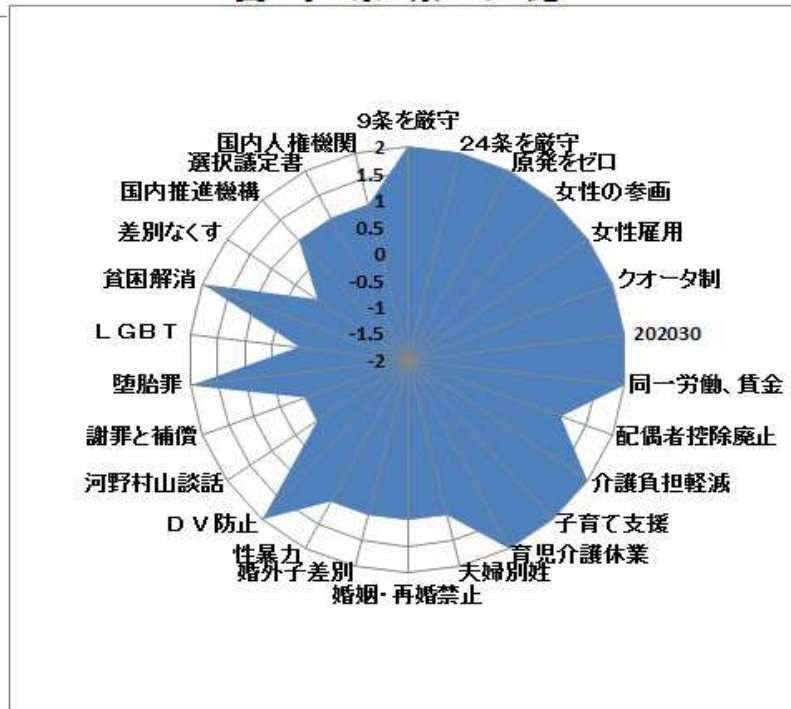 9条を厳守
24条を厳守
原発をゼロ
女性の参画
女性雇用
クオータ制
202030
同一労働、賃金
配偶者控除廃止
介護負担軽減
子育て支援
育児介護休業
夫婦別姓
婚姻・再婚禁止
婚外子差別
性暴力
ＤＶ防止
河野村山談話
謝罪と補償
堕胎罪
ＬＧＢＴ
貧困解消
差別なくす
国内推進機構
選択議定書
国内人権機関
2
1.5
1
0.5
0
-0.5
-1
-1.5
-2